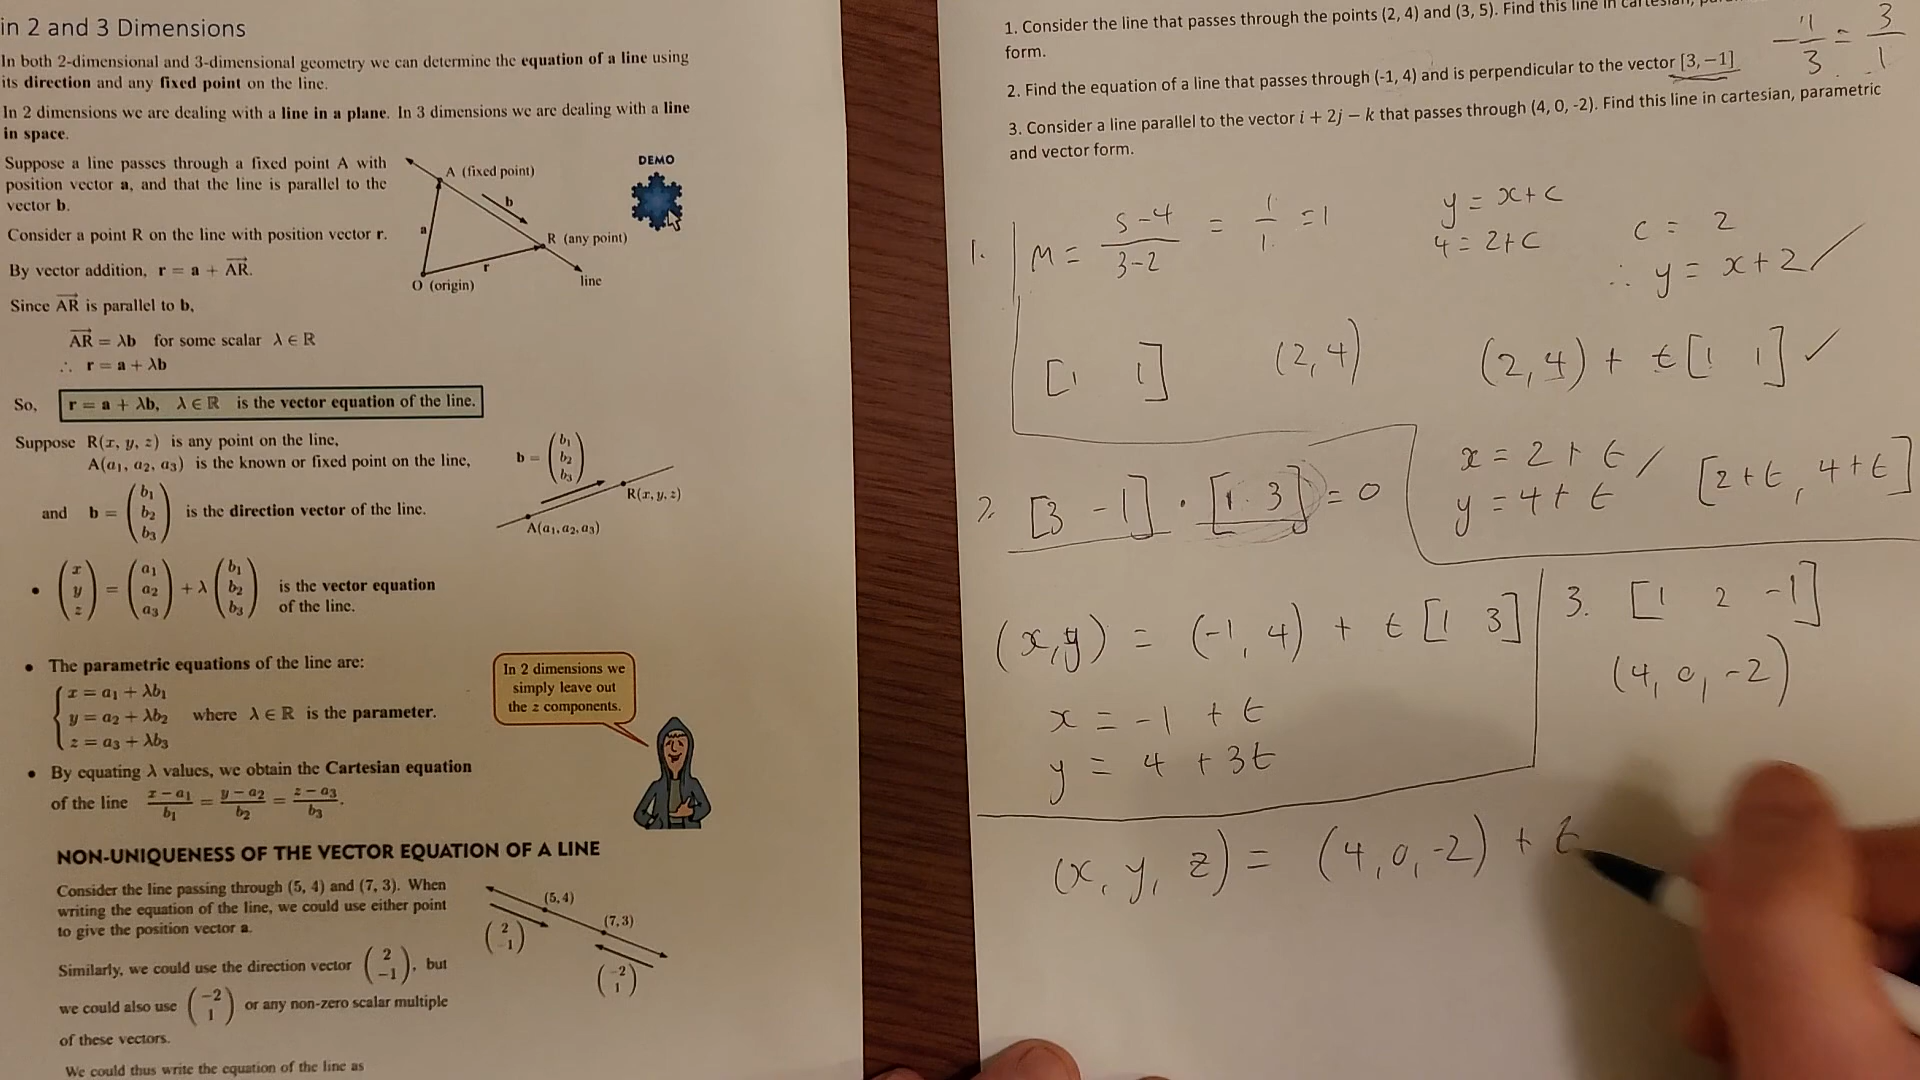 in 2 and 3 Dimensions
In both 2-dimensional and 3-dimensional geometry we can determine the equation of a line using
its direction and any fixed point on the line.
In 2 dimensions we are dealing with a line in a plane. In 3 dimensions we are dealing with a line
in space.
Suppose a line passes through a fixed point A with
position vector a, and that the line is parallel to the
vector b.
Consider a point R on the line with position vector r.
By vector addition, r = a + AR.
Since AR is parallel to b,
AR = λb for some scalar λ ∈ ℝ
∴ r = a + λb
DEMO
A (fixed point)
b
a
R (any point)
r
O (origin)
line
So, r = a + λb, λ ∈ ℝ is the vector equation of the line.
Suppose R(x, y, z) is any point on the line,
A(a₁, a₂, a₃) is the known or fixed point on the line,
and b = (b₁ b₂ b₃) is the direction vector of the line.
b = (b₁ b₂ b₃)
R(x, y, z)
A(a₁, a₂, a₃)
• (x y z) = (a₁ a₂ a₃) + λ (b₁ b₂ b₃) is the vector equation
of the line.
• The parametric equations of the line are:
x = a₁ + λb₁
y = a₂ + λb₂ where λ ∈ ℝ is the parameter.
z = a₃ + λb₃
In 2 dimensions we
simply leave out
the z components.
• By equating λ values, we obtain the Cartesian equation
of the line (x − a₁)/b₁ = (y − a₂)/b₂ = (z − a₃)/b₃.
NON-UNIQUENESS OF THE VECTOR EQUATION OF A LINE
Consider the line passing through (5, 4) and (7, 3). When
writing the equation of the line, we could use either point
to give the position vector a.
Similarly, we could use the direction vector (2 −1), but
we could also use (−2 1) or any non-zero scalar multiple
of these vectors.
We could thus write the equation of the line as
(5, 4)
(7, 3)
(2 −1)
(−2 1)
1. Consider the line that passes through the points (2, 4) and (3, 5). Find this line in
form.
2. Find the equation of a line that passes through (-1, 4) and is perpendicular to the vector [3, −1]
3. Consider a line parallel to the vector i + 2j − k that passes through (4, 0, -2). Find this line in cartesian, parametric
and vector form.
-1/3 = 3/1
1. M = (5-4)/(3-2) = 1/1 = 1
y = x + c
4 = 2 + c
c = 2
∴ y = x + 2
[1 1] (2, 4) (2, 4) + t [1 1] ✓
x = 2 + t
y = 4 + t
[2+t, 4+t]
2. [3 -1] · [1 3] = 0
(x, y) = (-1, 4) + t [1 3]
x = -1 + t
y = 4 + 3t
3. [1 2 -1]
(4, 0, -2)
(x, y, z) = (4, 0, -2) + t